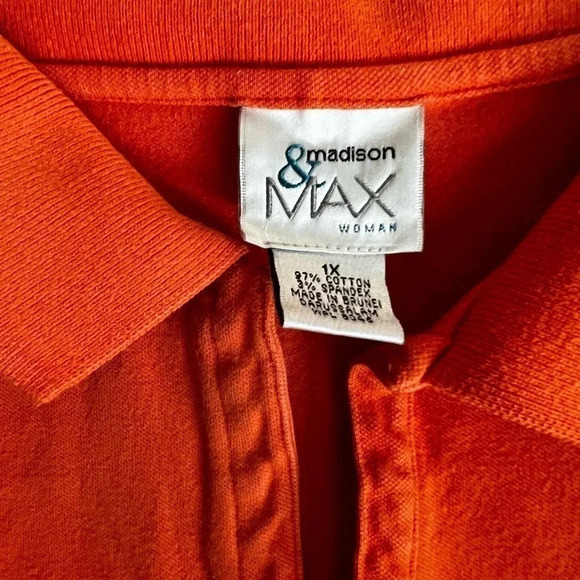 madison
&
MAX
WOMAN
1X
97% COTTON
3% SPANDEX
MADE IN BRUNEI
DARUSSALAM